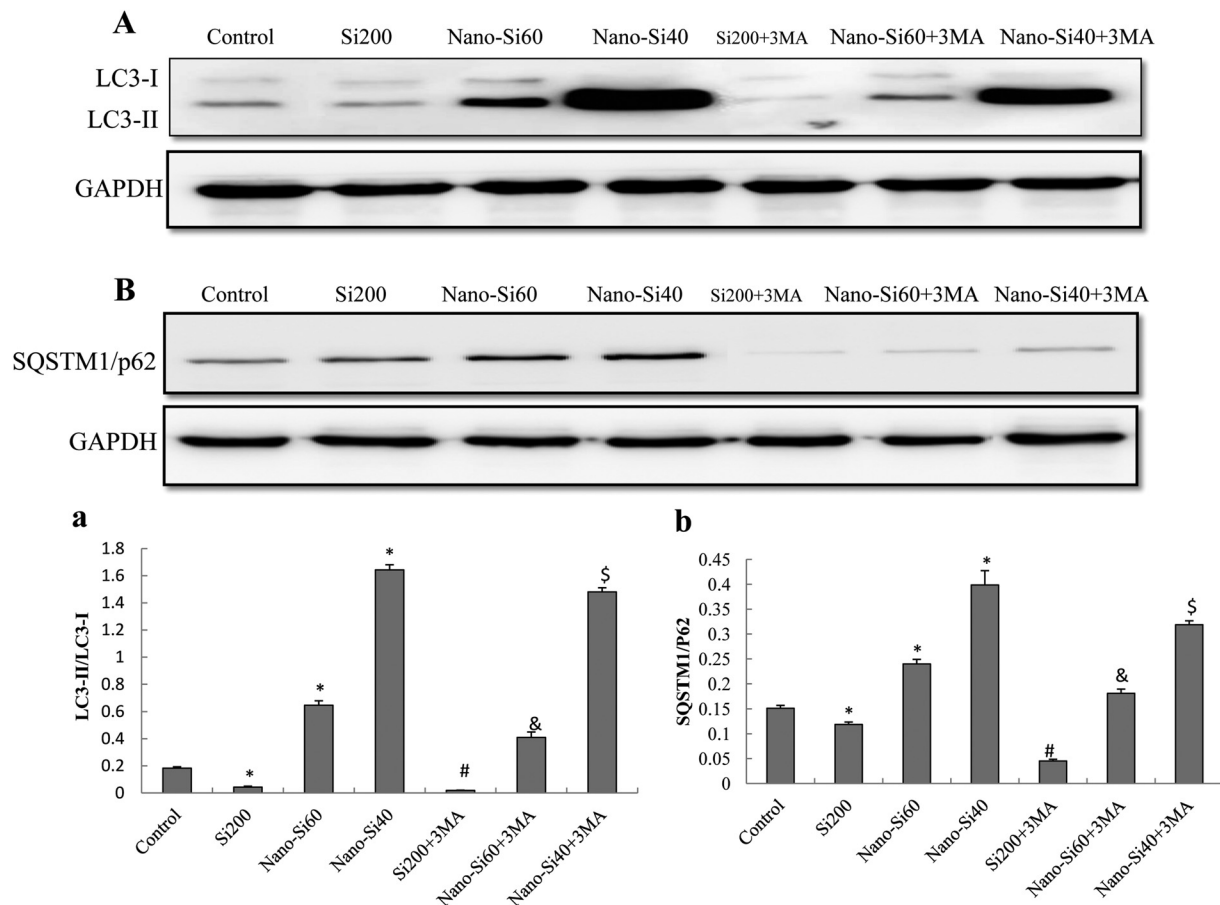 A
Control Si200 Nano-Si60 Nano-Si40 Si200+3MA Nano-Si60+3MA Nano-Si40+3MA
LC3-I
LC3-II
GAPDH
B
Control Si200 Nano-Si60 Nano-Si40 Si200+3MA Nano-Si60+3MA Nano-Si40+3MA
SQSTM1/p62
GAPDH
a
LC3-II/LC3-I
1.8
1.6
1.4
1.2
1
0.8
0.6
0.4
0.2
0
* * * # & $
Control Si200 Nano-Si60 Nano-Si40 Si200+3MA Nano-Si60+3MA Nano-Si40+3MA
b
SQSTM1/P62
0.45
0.4
0.35
0.3
0.25
0.2
0.15
0.1
0.05
0
* * * # & $
Control Si200 Nano-Si60 Nano-Si40 Si200+3MA Nano-Si60+3MA Nano-Si40+3MA